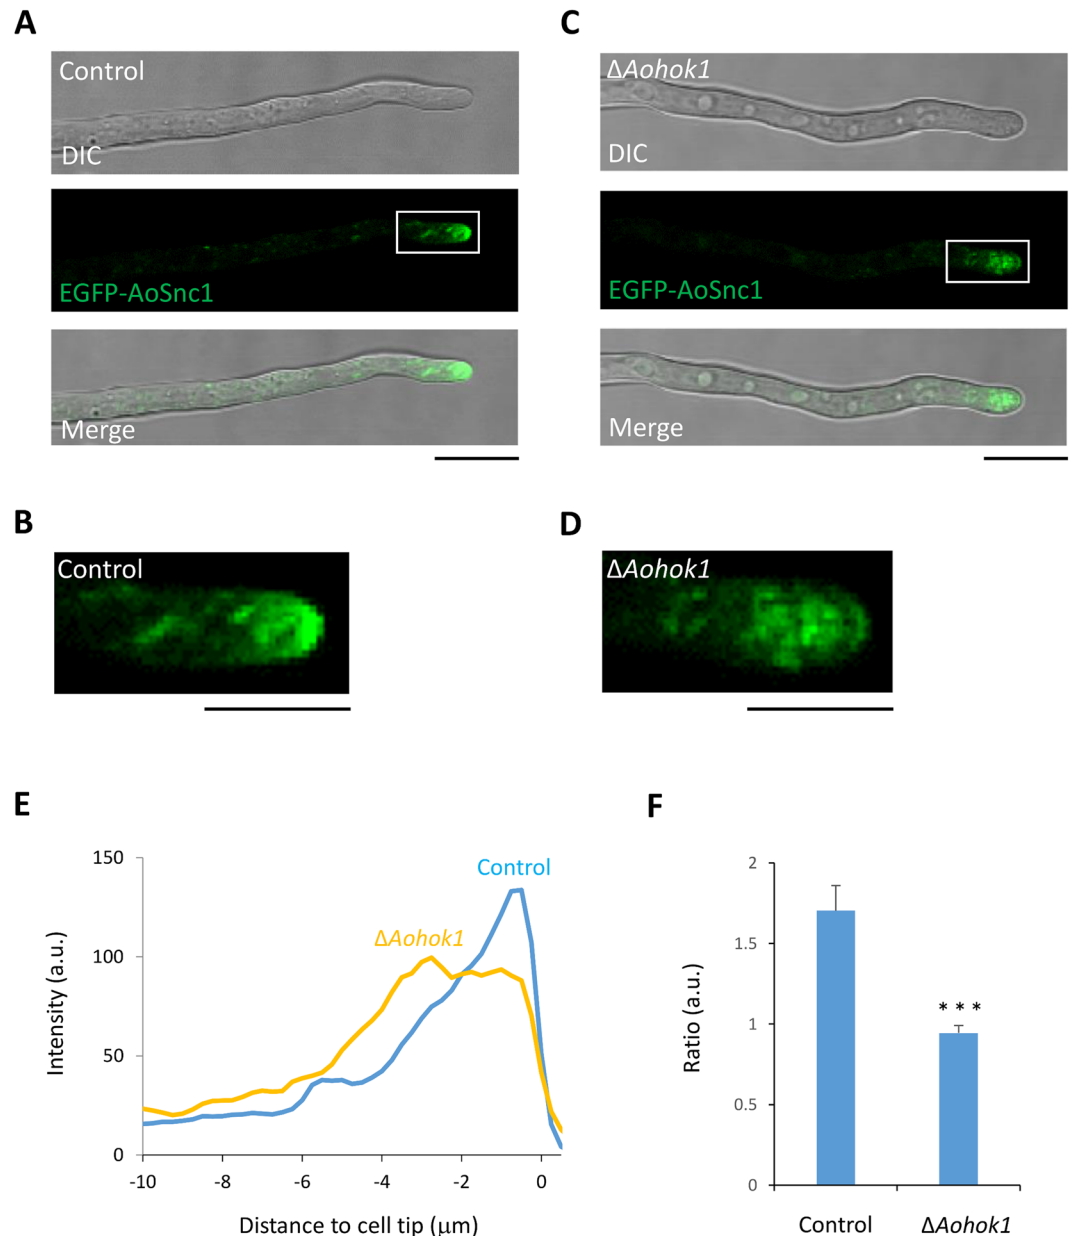 A
Control
DIC
EGFP-AoSnc1
Merge
C
ΔAohok1
DIC
EGFP-AoSnc1
Merge
B
Control
D
ΔAohok1
E
150
100
50
0
-10
-8
-6
-4
-2
0
Intensity (a.u.)
Distance to cell tip (μm)
Control
ΔAohok1
F
2
1.5
1
0.5
0
Ratio (a.u.)
* * *
Control
ΔAohok1